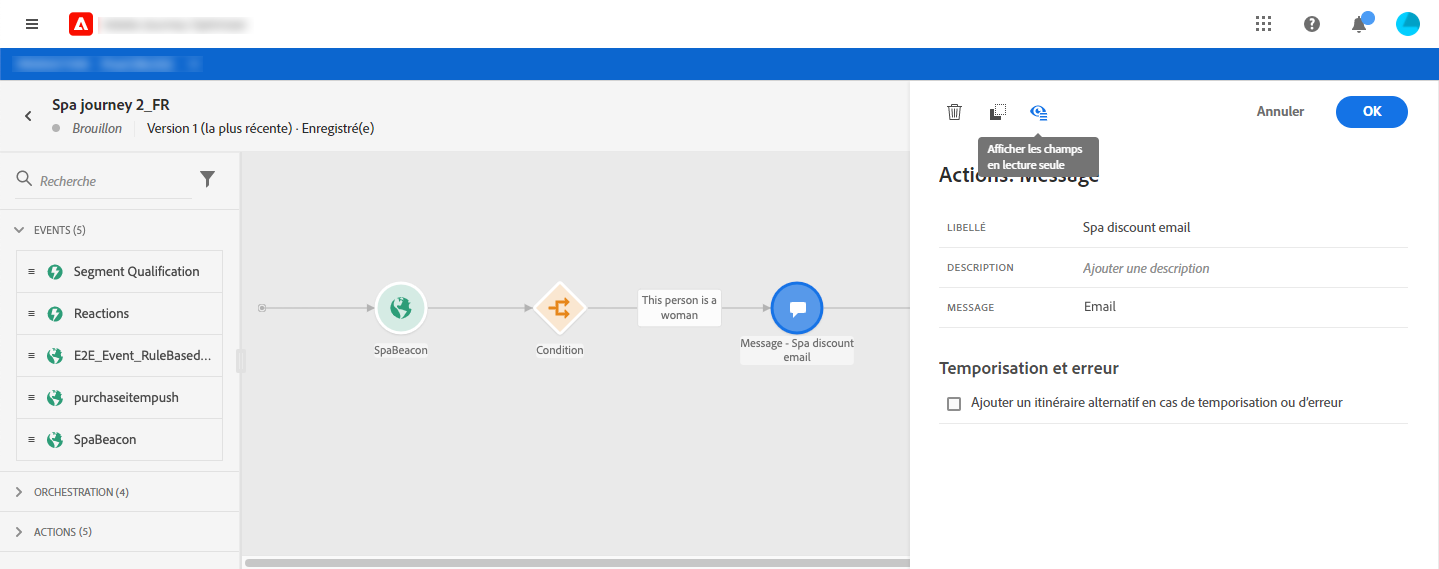 Spa journey 2_FR
Brouillon
Version 1 (la plus récente) · Enregistré(e)
Annuler
OK
Afficher les champs
en lecture seule
Recherche
EVENTS (5)
Segment Qualification
Reactions
E2E_Event_RuleBased...
purchaseitempush
SpaBeacon
ORCHESTRATION (4)
ACTIONS (5)
SpaBeacon
Condition
This person is a
woman
Message - Spa discount
email
Actions: Message
LIBELLÉ
Spa discount email
DESCRIPTION
Ajouter une description
MESSAGE
Email
Temporisation et erreur
Ajouter un itinéraire alternatif en cas de temporisation ou d'erreur